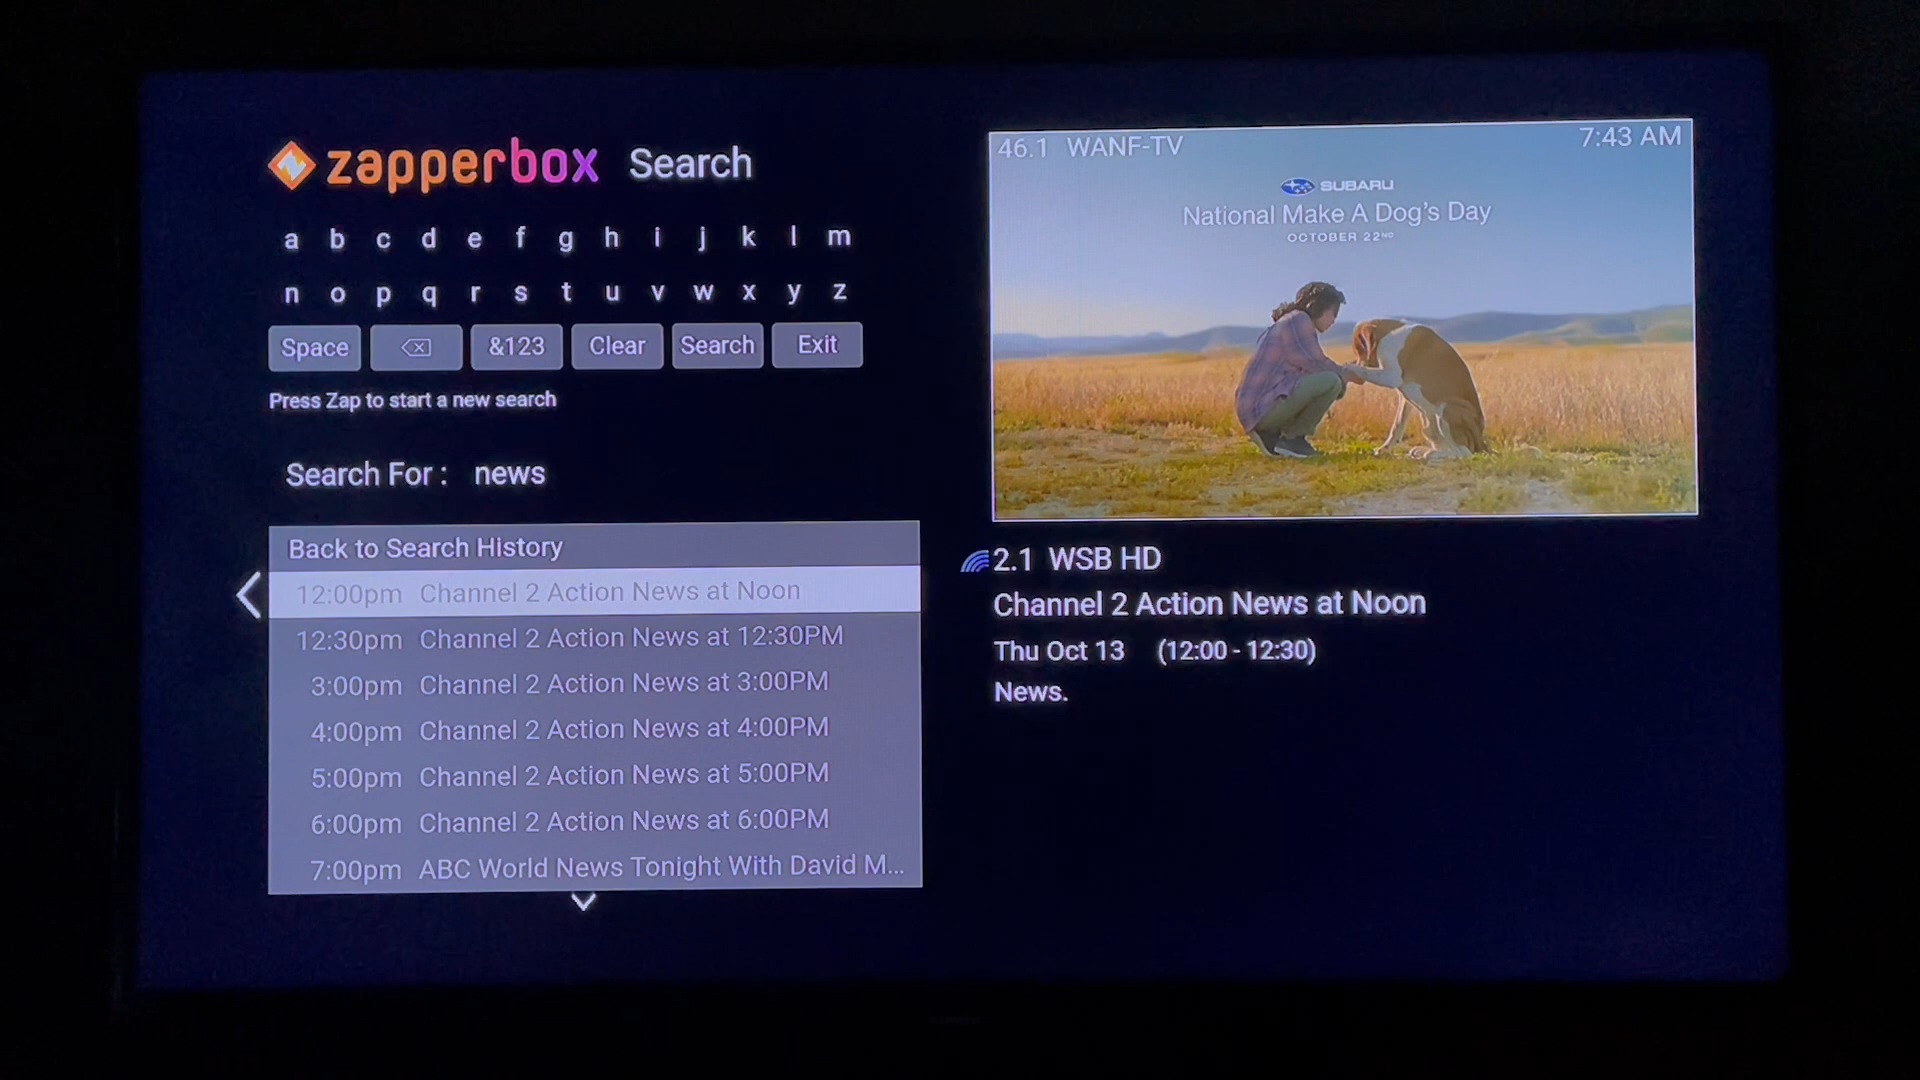 zapperbox Search
a b c d e f g h i j k l m
n o p q r s t u v w x y z
Space &123 Clear Search Exit
Press Zap to start a new search
Search For : news
Back to Search History
12:00pm Channel 2 Action News at Noon
12:30pm Channel 2 Action News at 12:30PM
3:00pm Channel 2 Action News at 3:00PM
4:00pm Channel 2 Action News at 4:00PM
5:00pm Channel 2 Action News at 5:00PM
6:00pm Channel 2 Action News at 6:00PM
7:00pm ABC World News Tonight With David M...
46.1 WANF-TV 7:43 AM
SUBARU
National Make A Dog's Day
OCTOBER 22ND
2.1 WSB HD
Channel 2 Action News at Noon
Thu Oct 13 (12:00 - 12:30)
News.